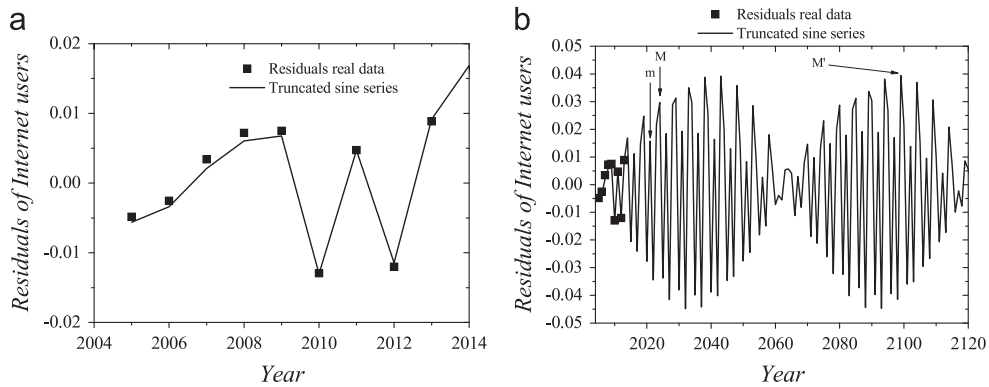 a
Residuals of Internet users
0.02
0.01
0.00
-0.01
-0.02
2004 2006 2008 2010 2012 2014
Year
Residuals real data
Truncated sine series
b
Residuals real data
Truncated sine series
Residuals of Internet users
0.05
0.04
0.03
0.02
0.01
0.00
-0.01
-0.02
-0.03
-0.04
-0.05
M
m
M'
2020 2040 2060 2080 2100 2120
Year